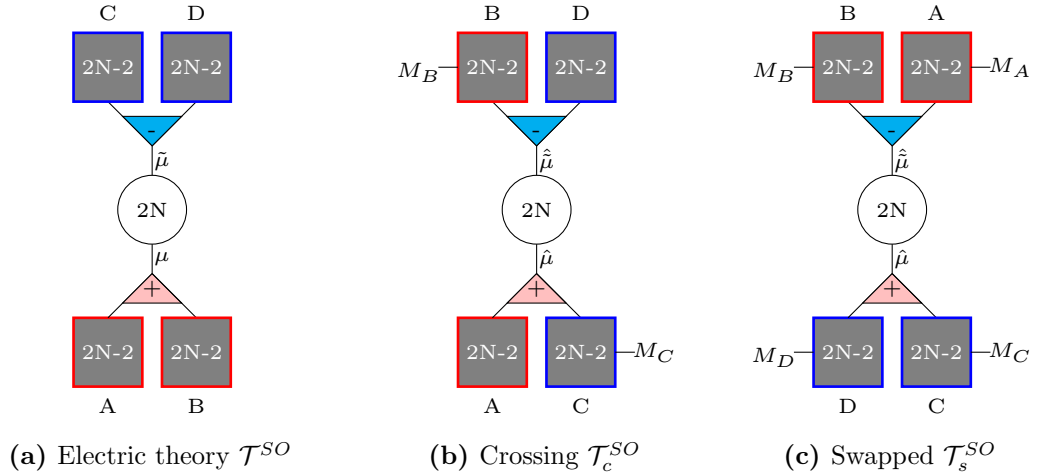 C D B D B A
2N-2 2N-2 M_B 2N-2 2N-2 M_B 2N-2 2N-2 M_A
- - -
μ̃ μ̃̂ μ̃̂
2N 2N 2N
μ μ̂ μ̂
+ + +
2N-2 2N-2 2N-2 2N-2 M_C M_D 2N-2 2N-2 M_C
A B A C D C
(a) Electric theory 𝒯^{SO} (b) Crossing 𝒯_c^{SO} (c) Swapped 𝒯_s^{SO}